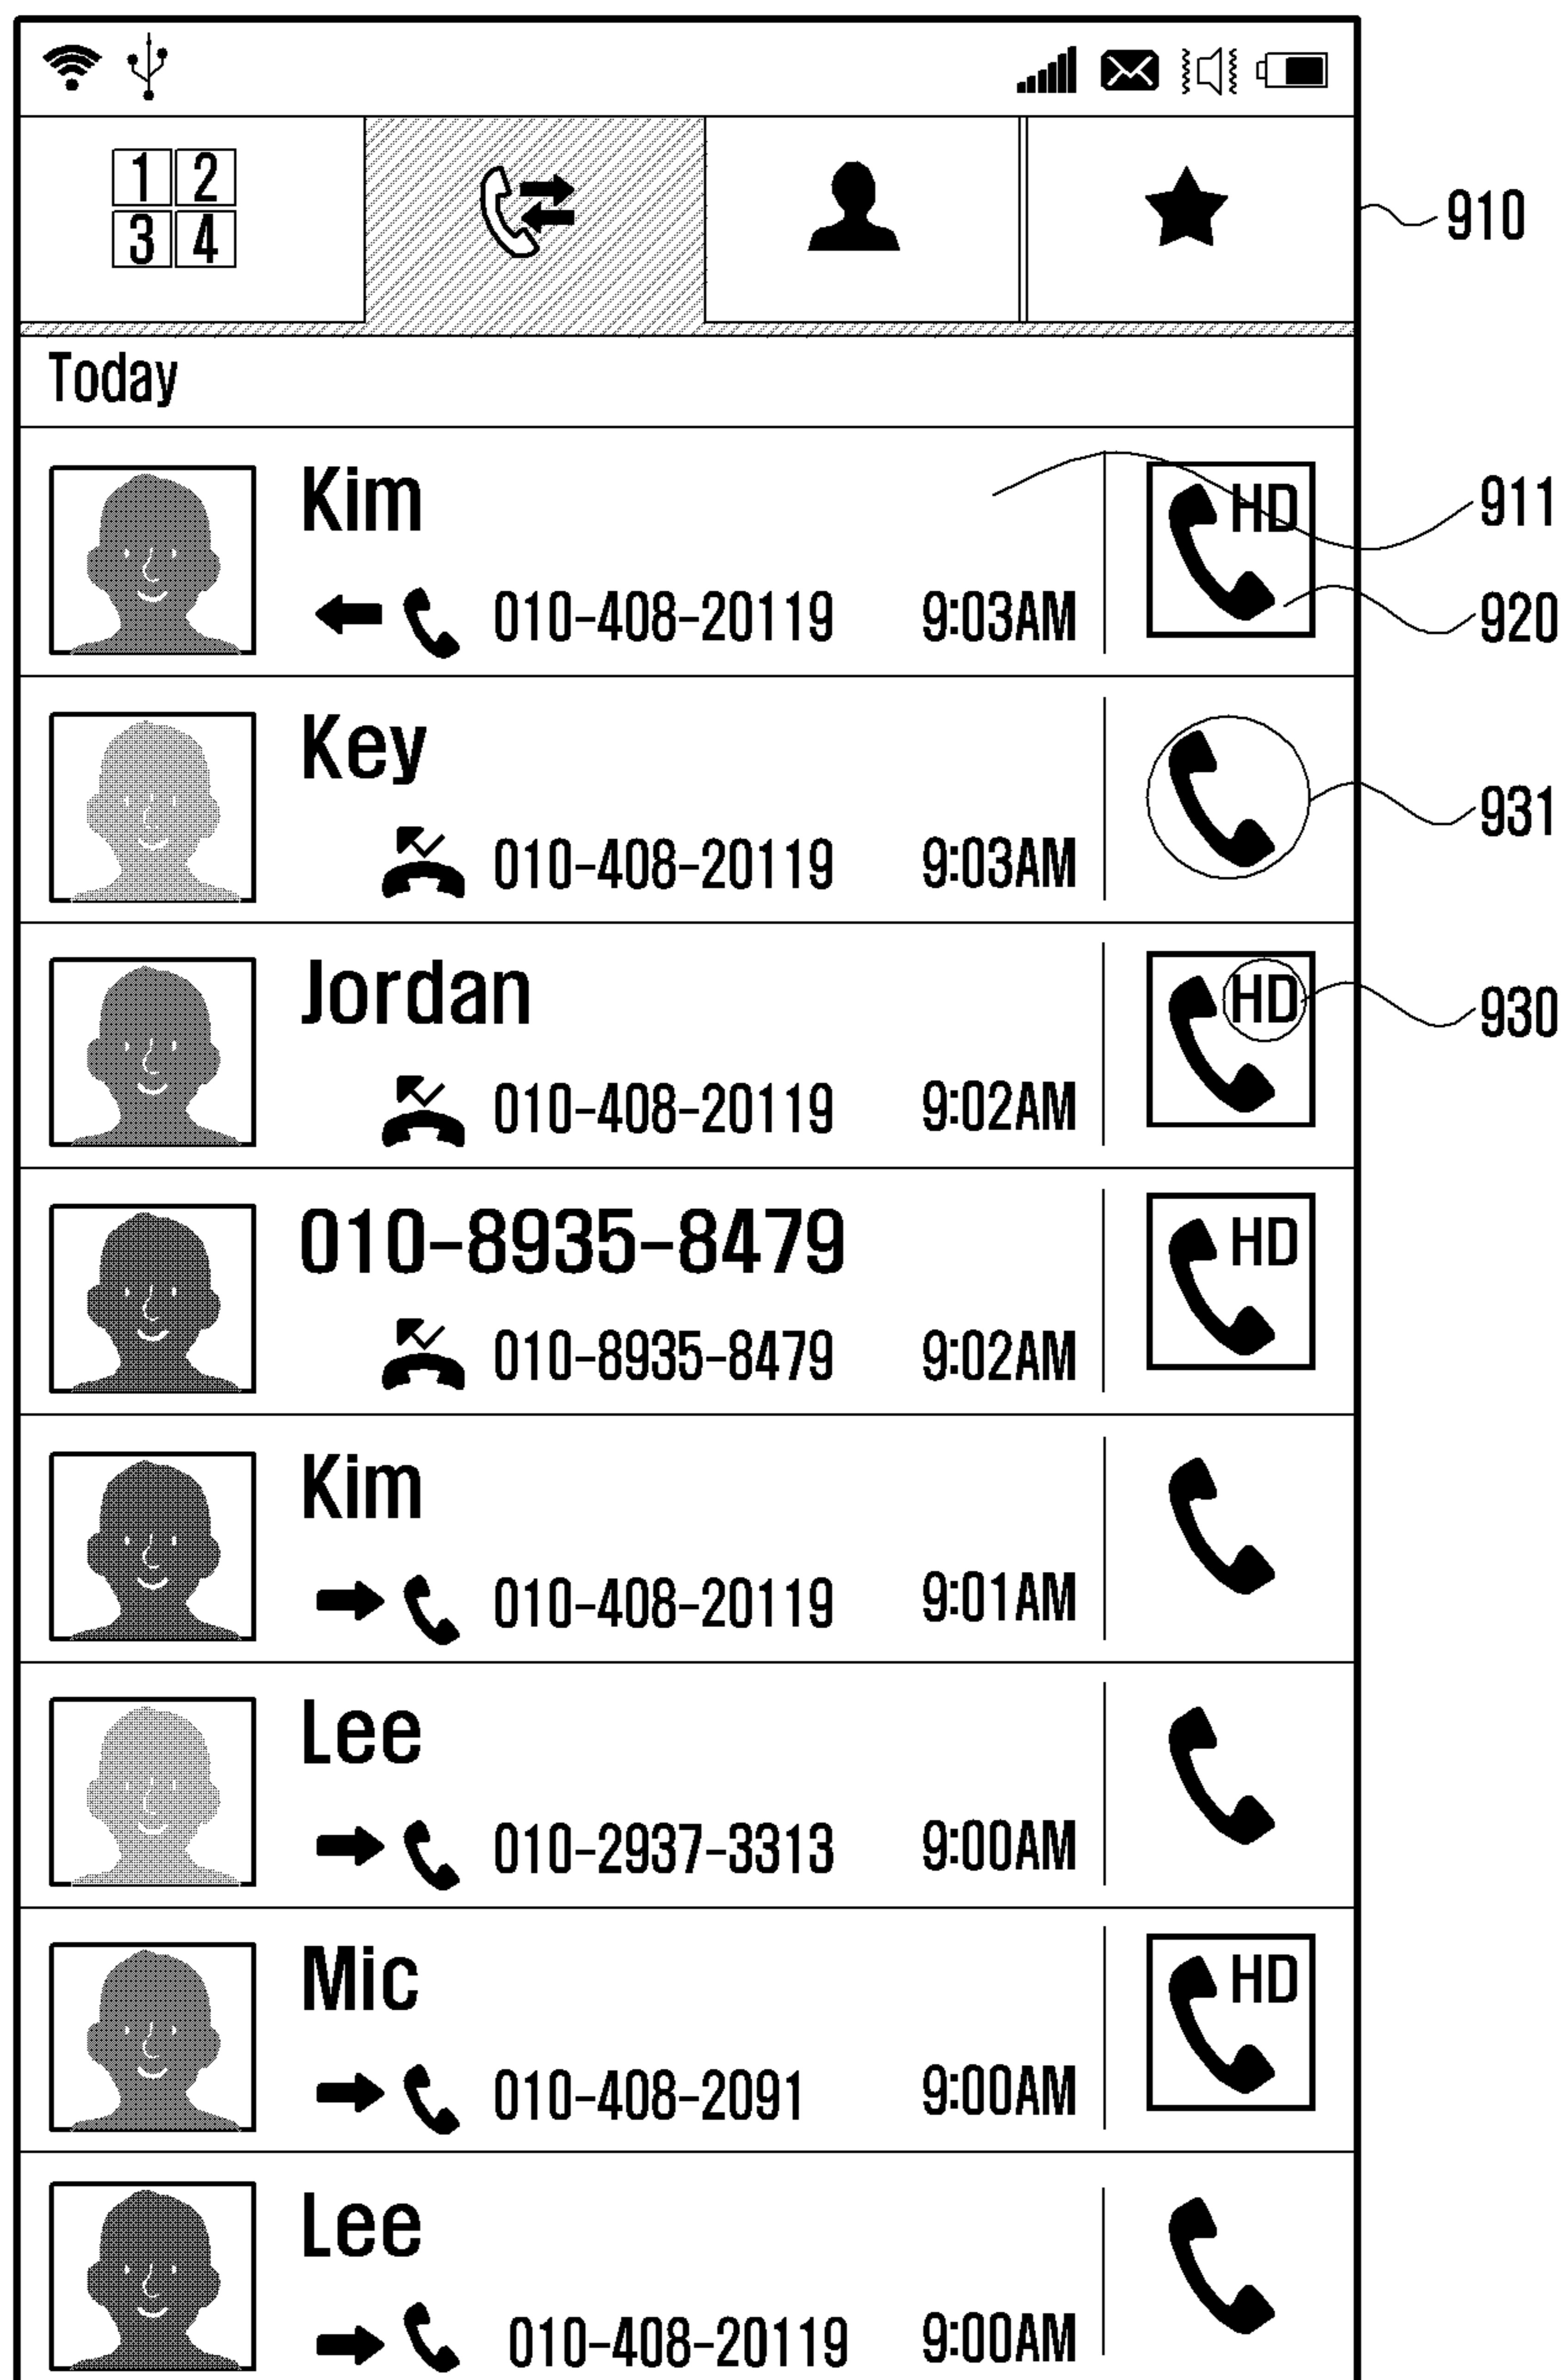 1 2
3 4
910
Today
Kim HD
911
010-408-20119 9:03AM
920
Key
931
010-408-20119 9:03AM
Jordan HD
930
010-408-20119 9:02AM
010-8935-8479 HD
010-8935-8479 9:02AM
Kim
010-408-20119 9:01AM
Lee
010-2937-3313 9:00AM
Mic HD
010-408-2091 9:00AM
Lee
010-408-20119 9:00AM